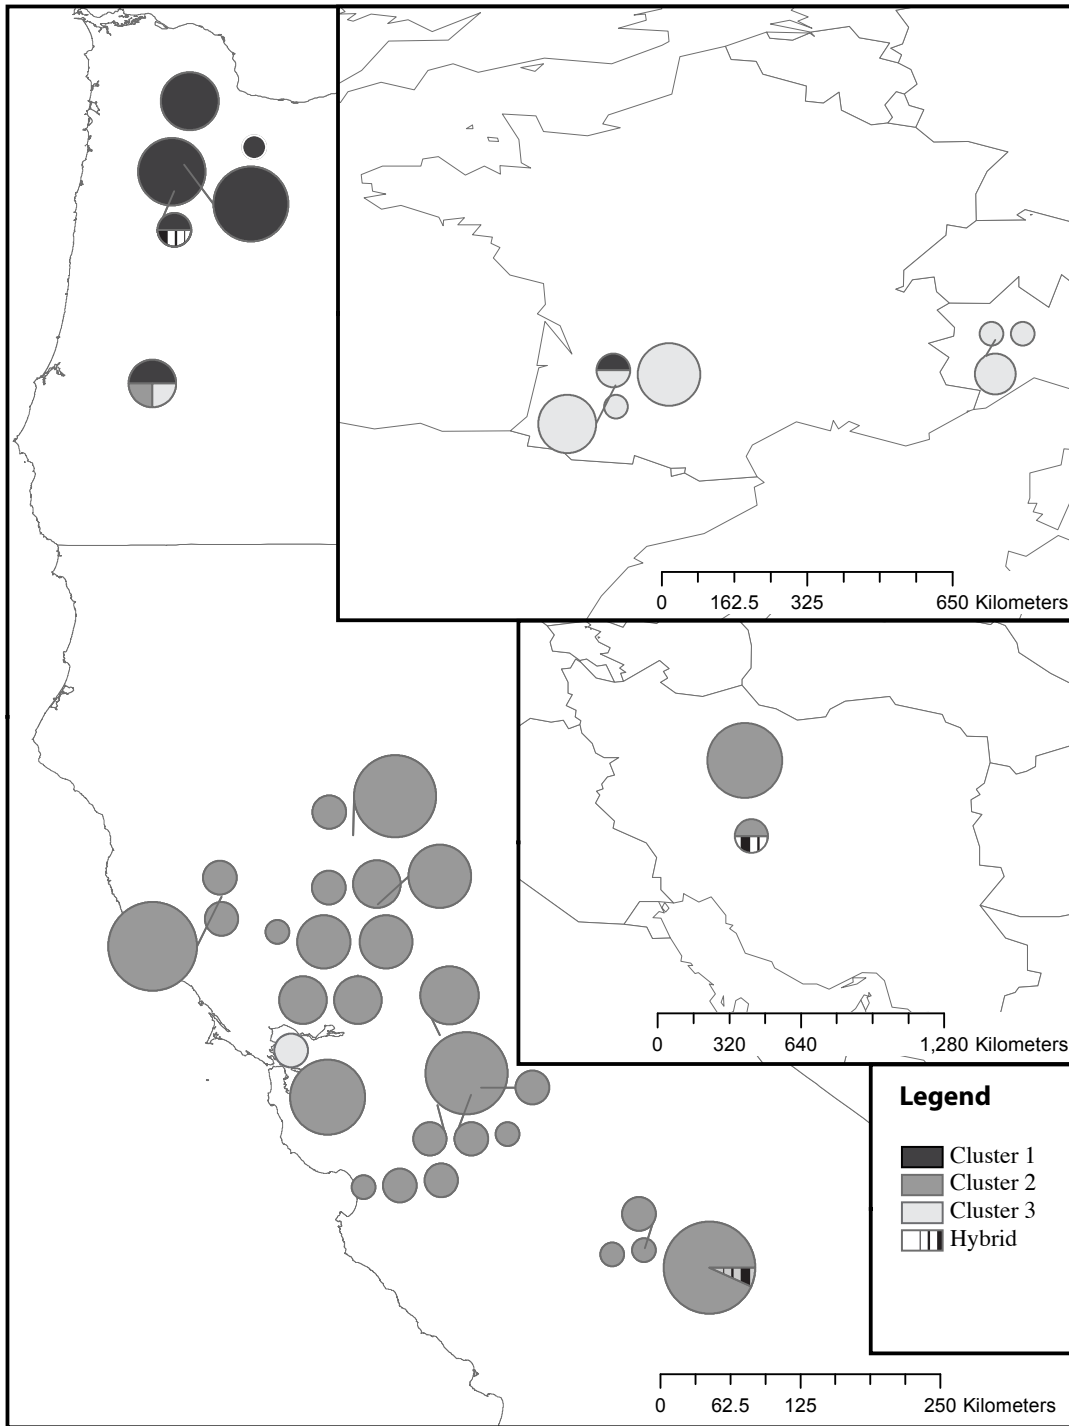 0 162.5 325 650 Kilometers
0 320 640 1,280 Kilometers
Legend
Cluster 1
Cluster 2
Cluster 3
Hybrid
0 62.5 125 250 Kilometers